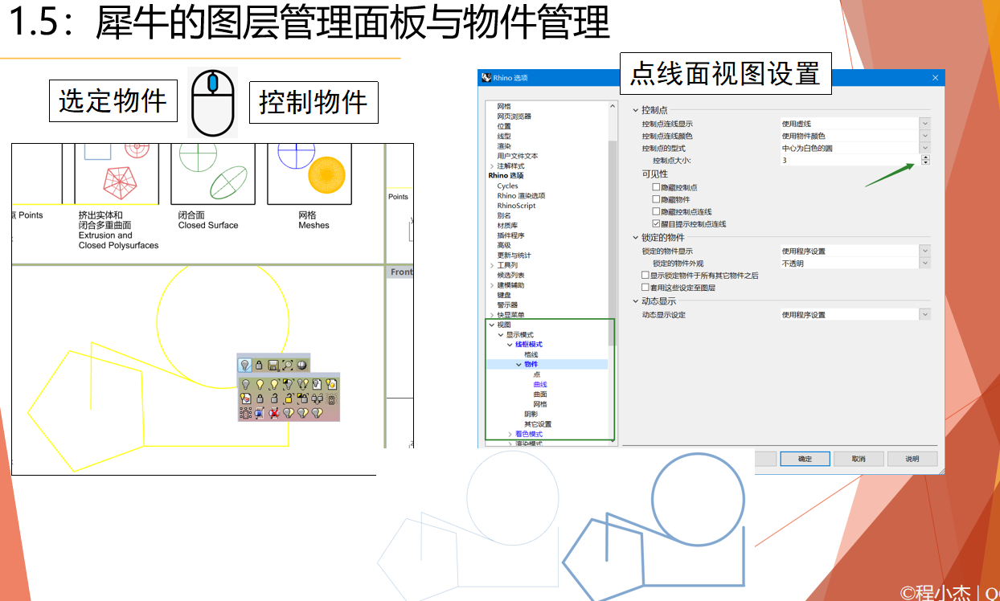 1.5：犀牛的图层管理面板与物件管理
选定物件
控制物件
点线面视图设置
点 Points
挤出实体和
闭合多重曲面
Extrusion and
Closed Polysurfaces
闭合面
Closed Surface
网格
Meshes
Points
Front
Rhino 选项
网格
网页浏览器
位置
线型
渲染
用户文件文本
注解样式
Rhino 选项
Cycles
Rhino 渲染选项
RhinoScript
别名
材质库
插件程序
高级
更新与统计
工具列
候选列表
建模辅助
键盘
警示器
快显菜单
视图
显示模式
线框模式
格线
物件
点
曲线
曲面
网格
阴影
其它设置
着色模式
渲染模式
控制点
控制点连线显示 使用虚线
控制点连线颜色 使用物件颜色
控制点的型式 中心为白色的圆
控制点大小: 3
可见性
隐藏控制点
隐藏物件
隐藏控制点连线
醒目提示控制点连线
锁定的物件
锁定的物件显示 使用程序设置
锁定的物件外观 不透明
显示锁定物件于所有其它物件之后
套用这些设定至图层
动态显示
动态显示设定 使用程序设置
确定 取消 说明
©程小杰 | Q